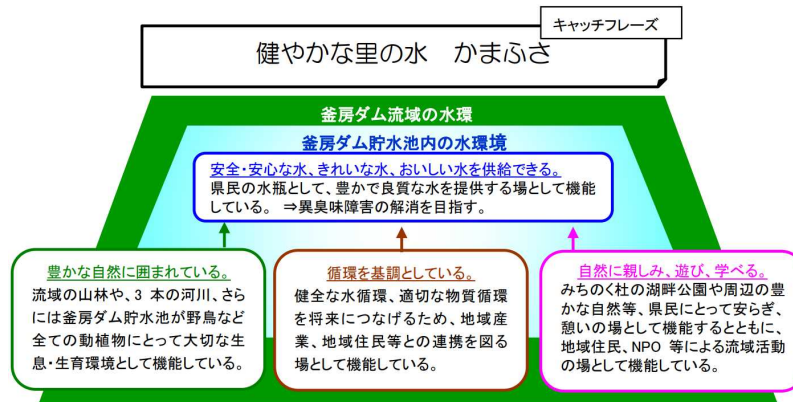 キャッチフレーズ
健やかな里の水　かまふさ
釜房ダム流域の水環
釜房ダム貯水池内の水環境
安全・安心な水、きれいな水、おいしい水を供給できる。
県民の水瓶として、豊かで良質な水を提供する場として機能
している。 ⇒異臭味障害の解消を目指す。
豊かな自然に囲まれている。
流域の山林や、3 本の河川、さら
には釜房ダム貯水池が野鳥など
全ての動植物にとって大切な生
息・生育環境として機能している。
循環を基調としている。
健全な水循環、適切な物質循環
を将来につなげるため、地域産
業、地域住民等との連携を図る
場として機能している。
自然に親しみ、遊び、学べる。
みちのく杜の湖畔公園や周辺の豊
かな自然等、県民にとって安らぎ、
憩いの場として機能するとともに、
地域住民、NPO 等による流域活動
の場として機能している。